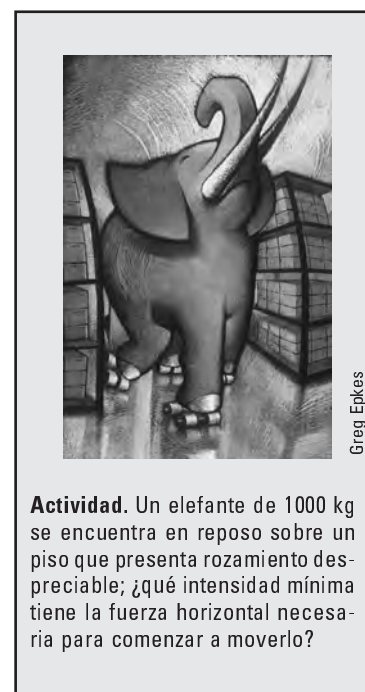 Greg Epkes
Actividad. Un elefante de 1000 kg
se encuentra en reposo sobre un
piso que presenta rozamiento des-
preciable; ¿qué intensidad mínima
tiene la fuerza horizontal necesa-
ria para comenzar a moverlo?